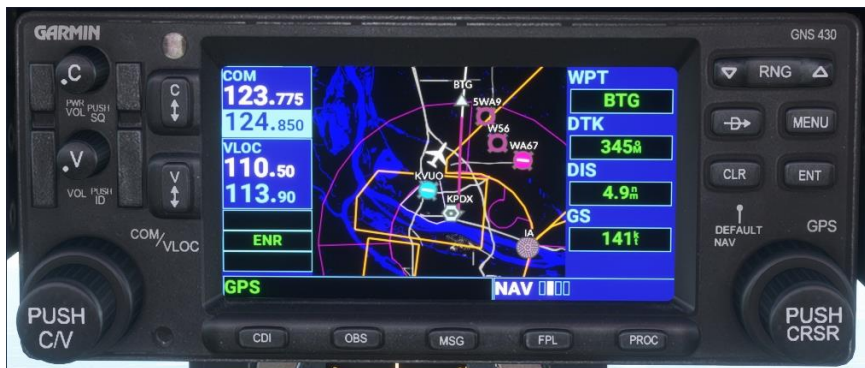 GARMIN
GNS 430
C
PWR
VOL
PUSH
SQ
C
V
VOL
PUSH
ID
V
COM/VLOC
PUSH
C/V
COM
123.775
124.850
VLOC
110.50
113.90
ENR
GPS
BTG
5WA9
W56
WA67
KVUO
KPDX
IA
WPT
BTG
DTK
345°M
DIS
4.9nm
GS
141kt
NAV
RNG
D
MENU
CLR
ENT
DEFAULT
NAV
GPS
PUSH
CRSR
CDI
OBS
MSG
FPL
PROC